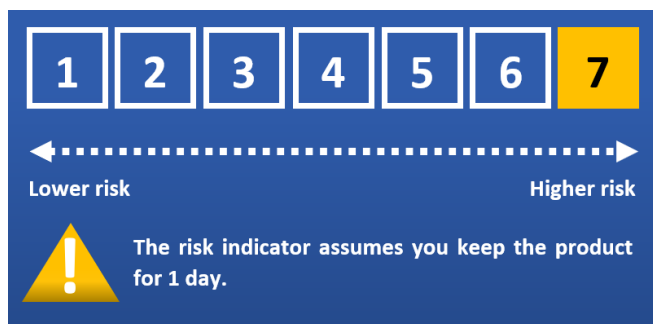 1 2 3 4 5 6 7
Lower risk Higher risk
! The risk indicator assumes you keep the product
for 1 day.